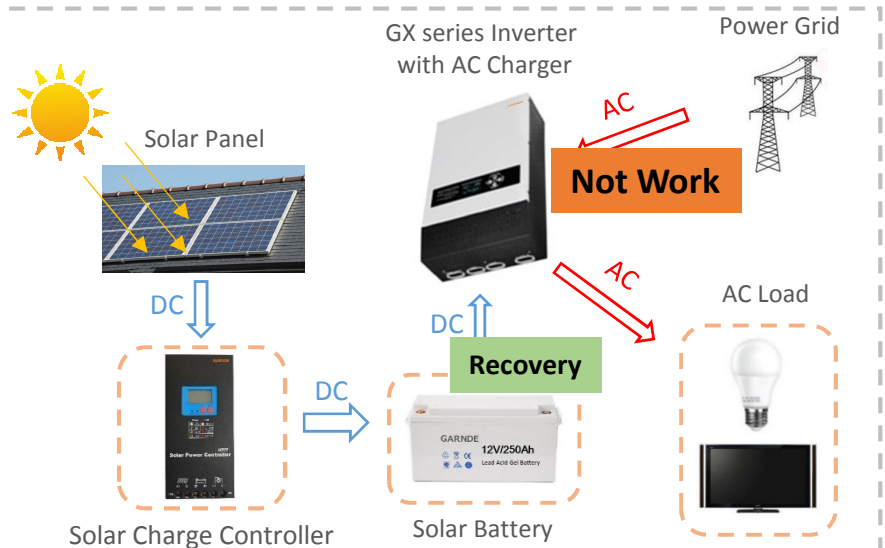 GX series Inverter
with AC Charger
Power Grid
AC
Solar Panel
Not Work
DC
AC
DC
AC Load
Recovery
DC
GARNDE
12V/250Ah
Lead Acid Gel Battery
MPPT
Solar Power Controller
Solar Charge Controller
Solar Battery